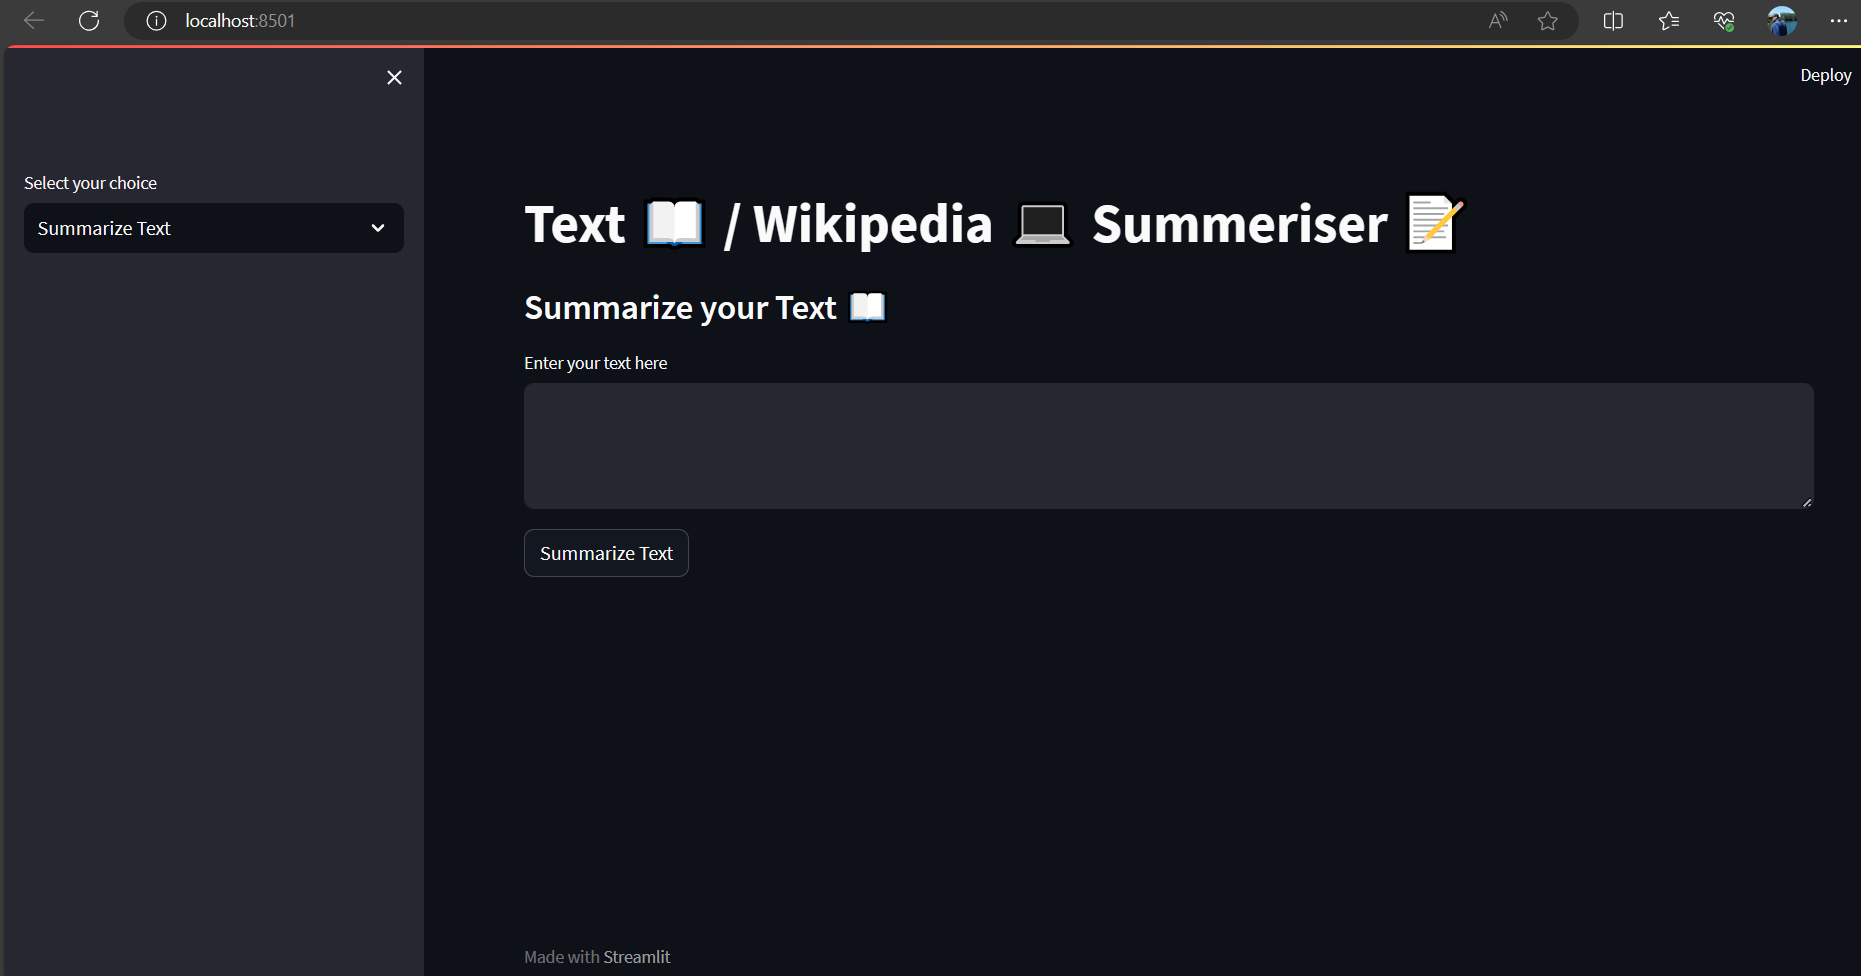 localhost:8501
Deploy
Select your choice
Summarize Text
Text 📖 / Wikipedia 💻 Summeriser 📝
Summarize your Text 📖
Enter your text here
Summarize Text
Made with Streamlit